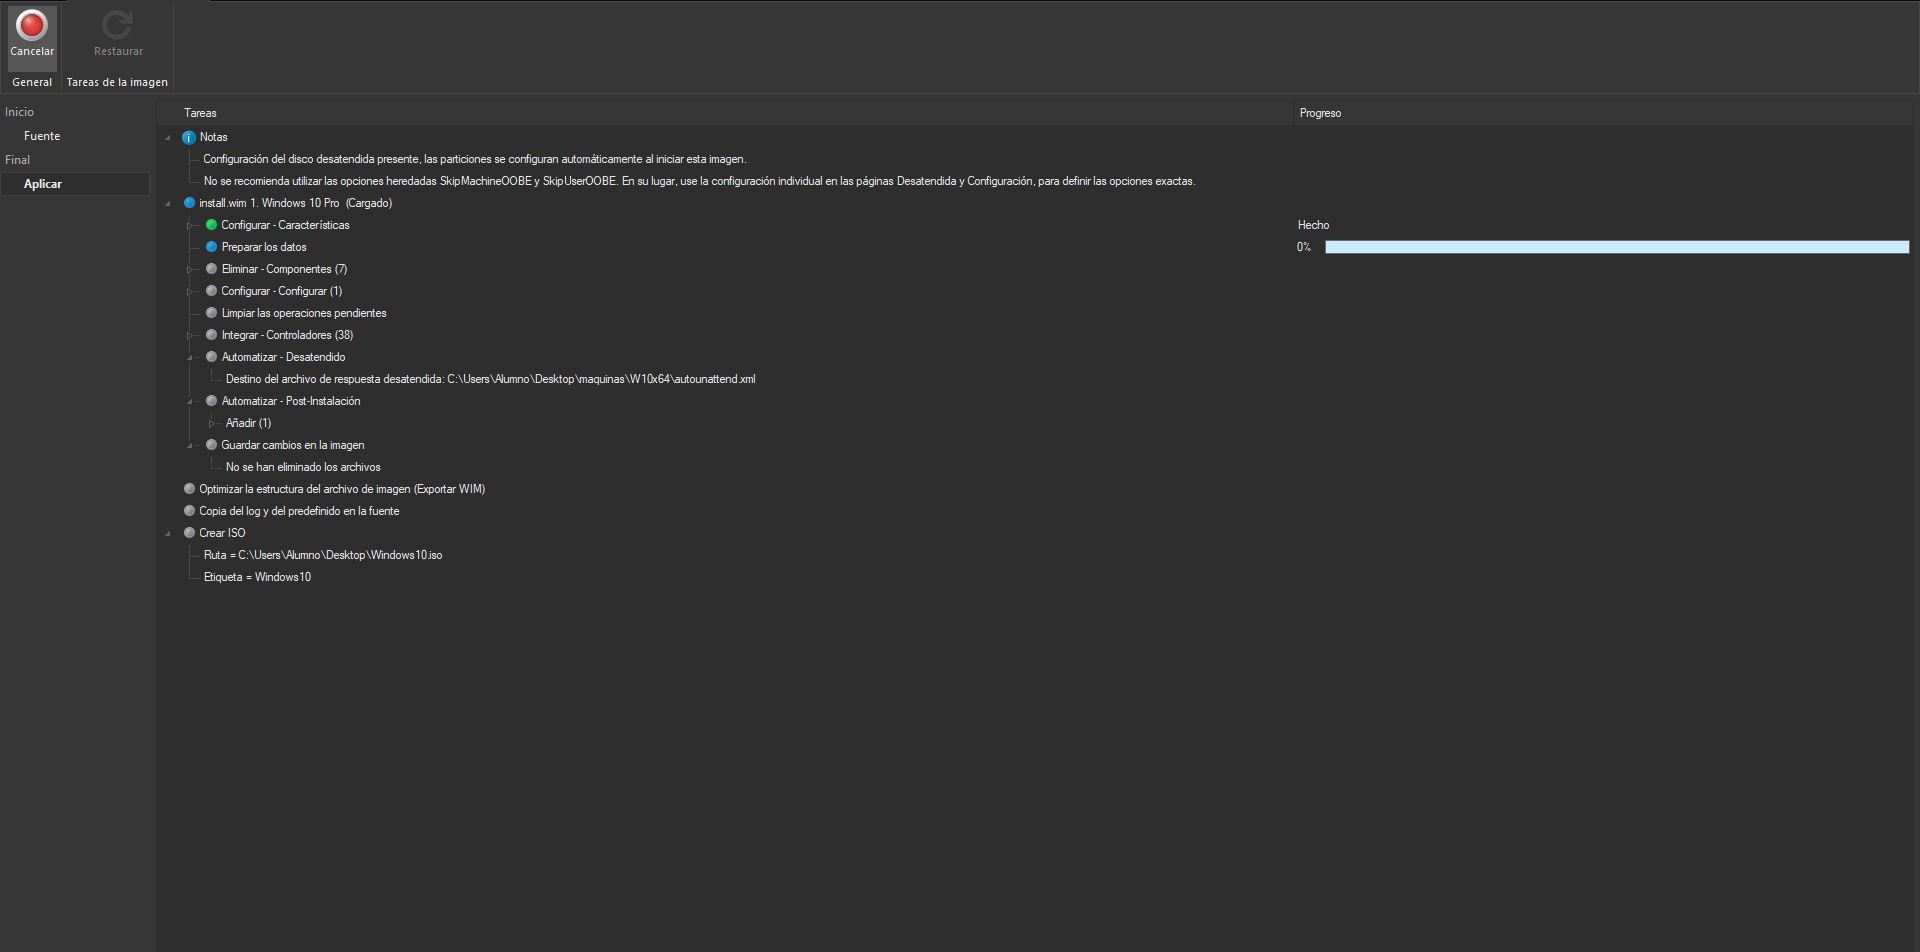 Cancelar
Restaurar
General
Tareas de la imagen
Inicio
Fuente
Final
Aplicar
Tareas
Progreso
Notas
Configuración del disco desatendida presente, las particiones se configuran automáticamente al iniciar esta imagen.
No se recomienda utilizar las opciones heredadas SkipMachineOOBE y SkipUserOOBE. En su lugar, use la configuración individual en las páginas Desatendida y Configuración, para definir las opciones exactas.
install.wim 1. Windows 10 Pro (Cargado)
Configurar - Características
Hecho
Preparar los datos
0%
Eliminar - Componentes (7)
Configurar - Configurar (1)
Limpiar las operaciones pendientes
Integrar - Controladores (38)
Automatizar - Desatendido
Destino del archivo de respuesta desatendida: C:\Users\Alumno\Desktop\maquinas\W10x64\autounattend.xml
Automatizar - Post-Instalación
Añadir (1)
Guardar cambios en la imagen
No se han eliminado los archivos
Optimizar la estructura del archivo de imagen (Exportar WIM)
Copia del log y del predefinido en la fuente
Crear ISO
Ruta = C:\Users\Alumno\Desktop\Windows10.iso
Etiqueta = Windows10